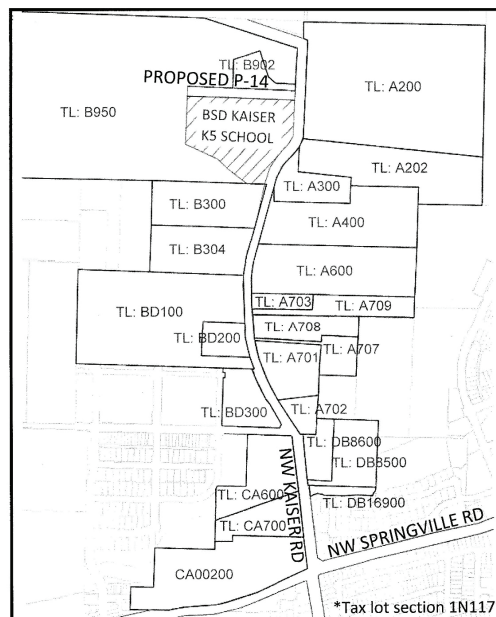 TL: B902
PROPOSED P-14
TL: A200
TL: B950
BSD KAISER
K5 SCHOOL
TL: A202
TL: A300
TL: B300
TL: A400
TL: B304
TL: A600
TL: A703
TL: A709
TL: BD100
TL: A708
TL: BD200
TL: A707
TL: A701
TL: BD300
TL: A702
TL: DB8600
TL: DB8500
NW KAISER RD
TL: CA600
TL: DB16900
TL: CA700
NW SPRINGVILLE RD
CA00200
*Tax lot section 1N117